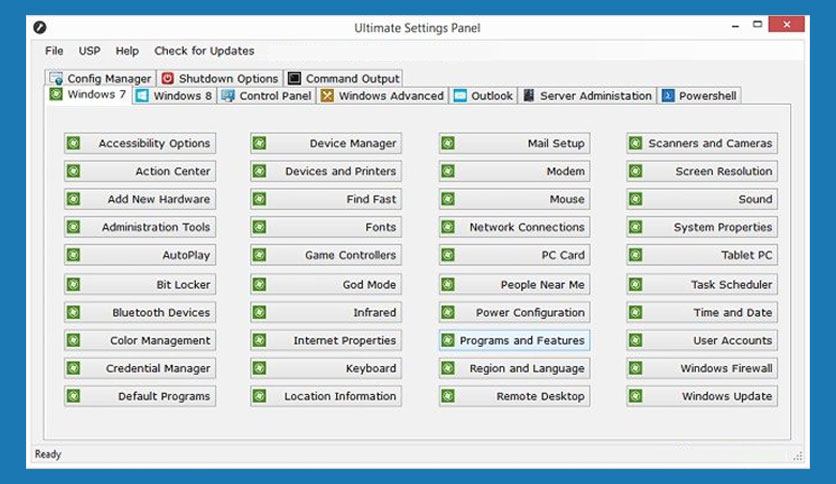 Ultimate Settings Panel
File USP Help Check for Updates
Config Manager Shutdown Options Command Output
Windows 7 Windows 8 Control Panel Windows Advanced Outlook Server Administation Powershell
Accessibility Options Device Manager Mail Setup Scanners and Cameras
Action Center Devices and Printers Modem Screen Resolution
Add New Hardware Find Fast Mouse Sound
Administration Tools Fonts Network Connections System Properties
AutoPlay Game Controllers PC Card Tablet PC
Bit Locker God Mode People Near Me Task Scheduler
Bluetooth Devices Infrared Power Configuration Time and Date
Color Management Internet Properties Programs and Features User Accounts
Credential Manager Keyboard Region and Language Windows Firewall
Default Programs Location Information Remote Desktop Windows Update
Ready